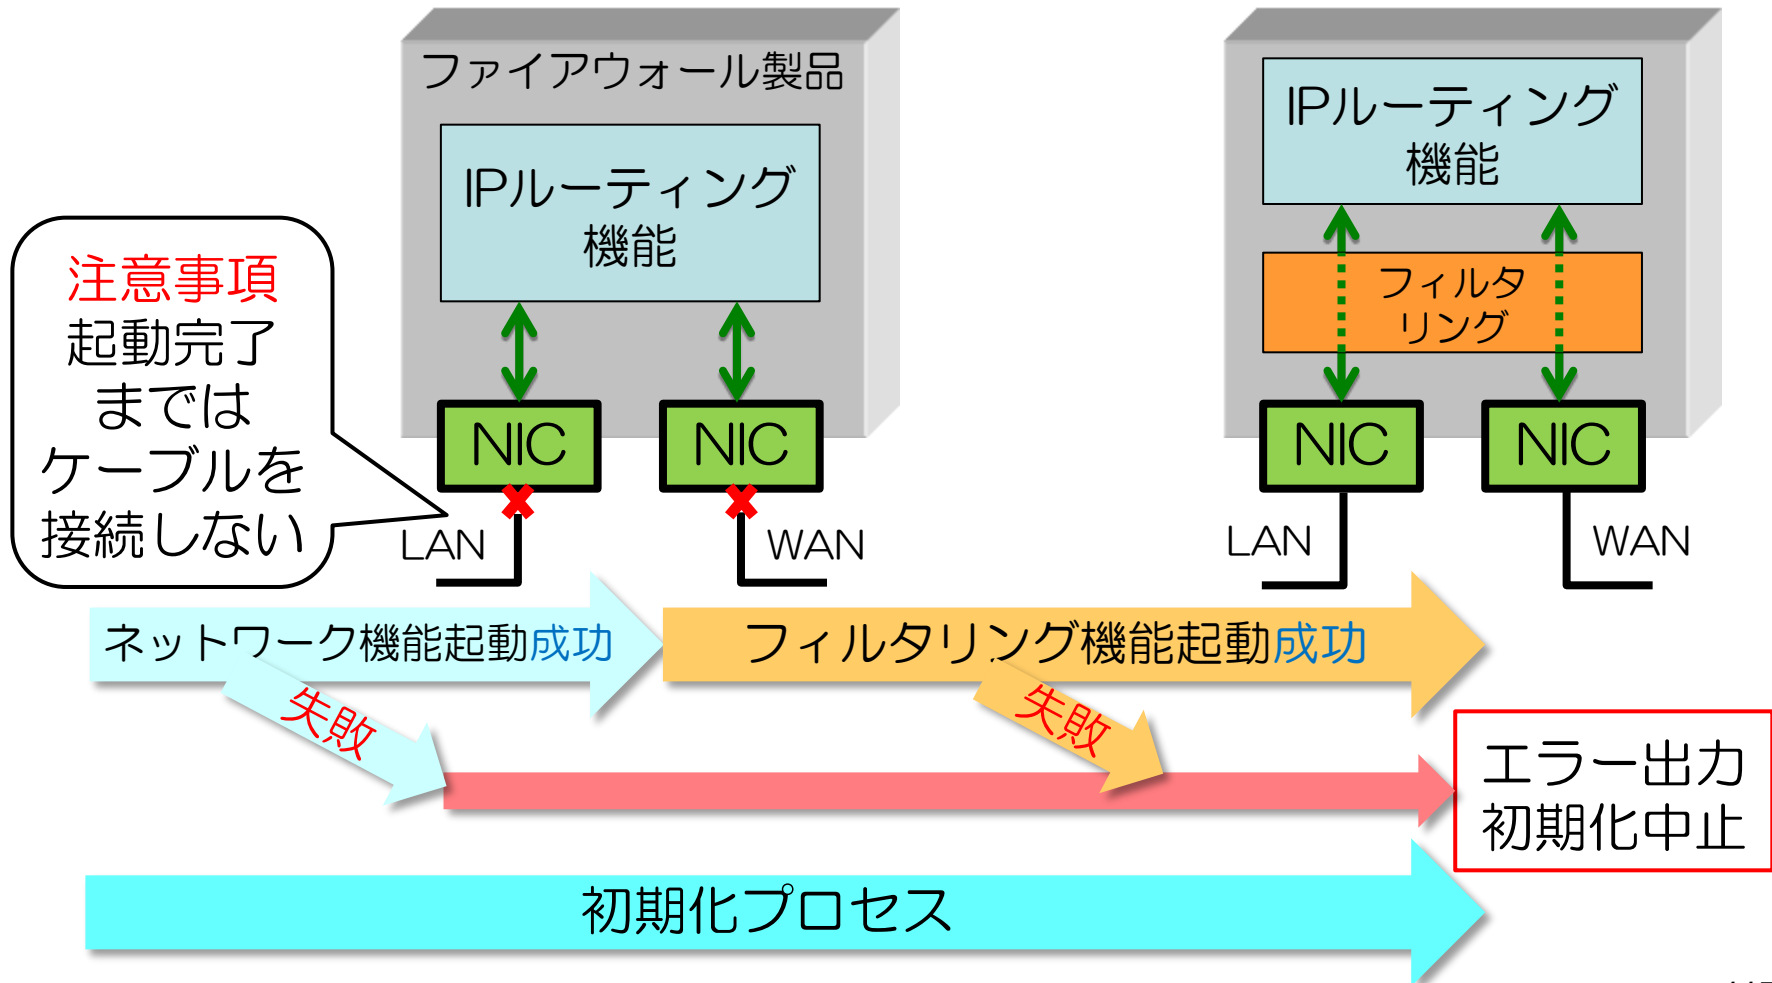 ファイアウォール製品
IPルーティング
機能
NIC
NIC
LAN
WAN
IPルーティング
機能
フィルタ
リング
NIC
NIC
LAN
WAN
注意事項
起動完了
までは
ケーブルを
接続しない
ネットワーク機能起動成功
フィルタリング機能起動成功
失敗
失敗
エラー出力
初期化中止
初期化プロセス